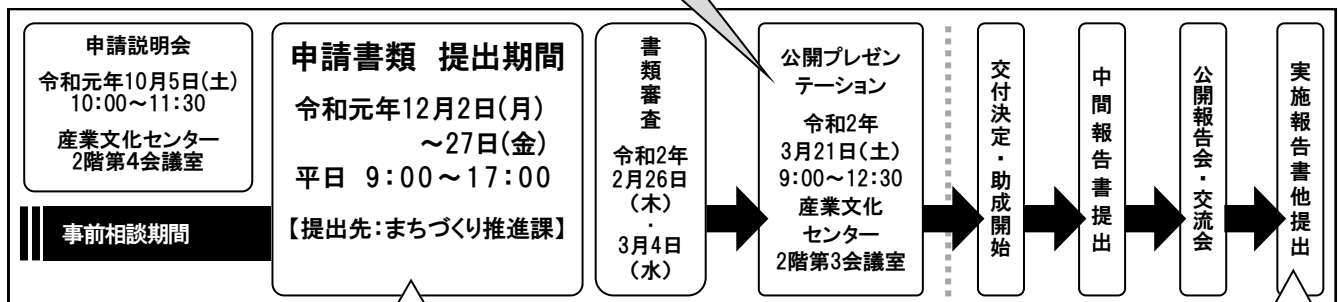 申請説明会
令和元年10月5日(土)
10:00~11:30
産業文化センター
2階第4会議室
事前相談期間
申請書類 提出期間
令和元年12月2日(月)
~27日(金)
平日 9:00~17:00
【提出先:まちづくり推進課】
書類審査
令和2年
2月26日
(木)
・
3月4日
(水)
公開プレゼン
テーション
令和2年
3月21日(土)
9:00~12:30
産業文化
センター
2階第3会議室
交付決定・助成開始
中間報告書提出
公開報告会・交流会
実施報告書他提出